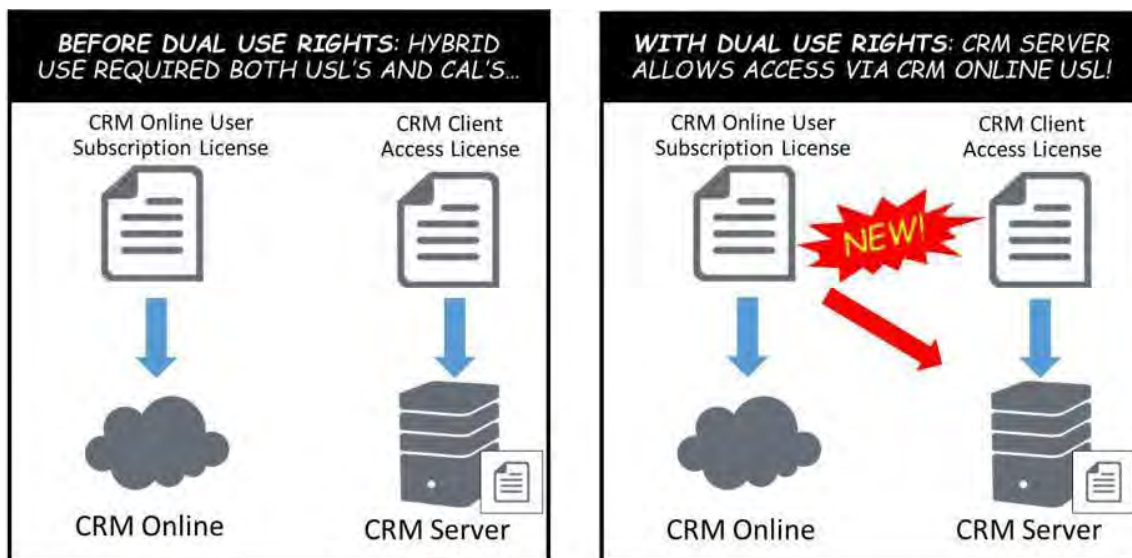 BEFORE DUAL USE RIGHTS: HYBRID
USE REQUIRED BOTH USL'S AND CAL'S...
CRM Online User
Subscription License
CRM Client
Access License
CRM Online
CRM Server
WITH DUAL USE RIGHTS: CRM SERVER
ALLOWS ACCESS VIA CRM ONLINE USL!
CRM Online User
Subscription License
CRM Client
Access License
NEW!
CRM Online
CRM Server